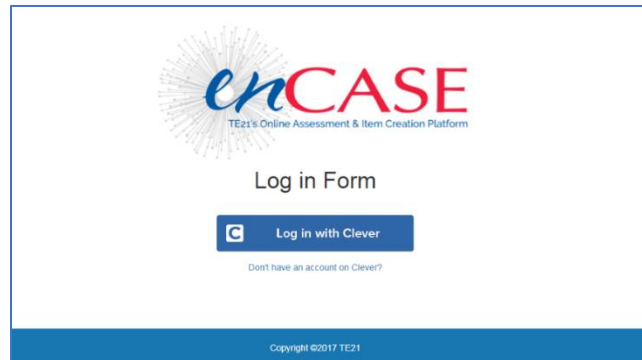 enCASE
TE21's Online Assessment & Item Creation Platform
Log in Form
C Log in with Clever
Don't have an account on Clever?
Copyright ©2017 TE21